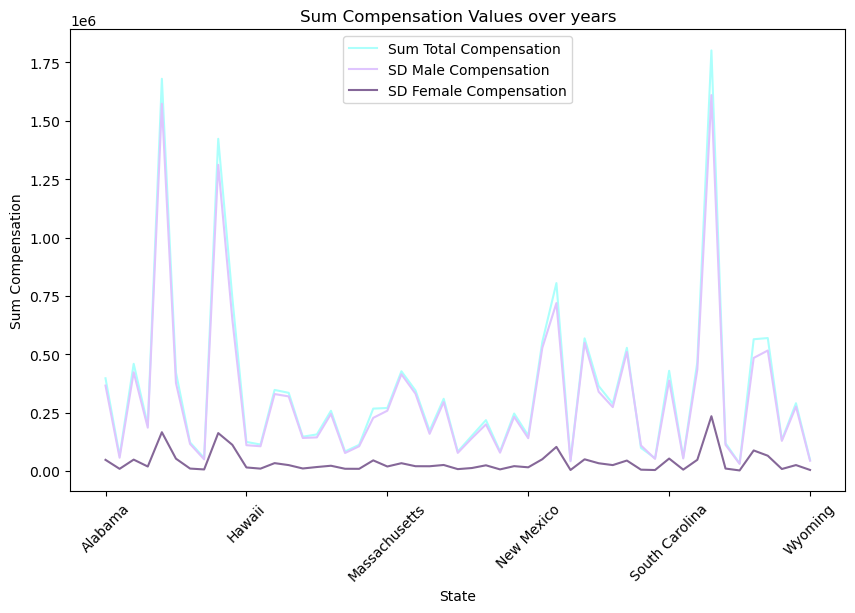 Sum Compensation Values over years
1e6
Sum Total Compensation
SD Male Compensation
SD Female Compensation
1.75
1.50
1.25
1.00
0.75
0.50
0.25
0.00
Sum Compensation
Alabama
Hawaii
Massachusetts
New Mexico
South Carolina
Wyoming
State